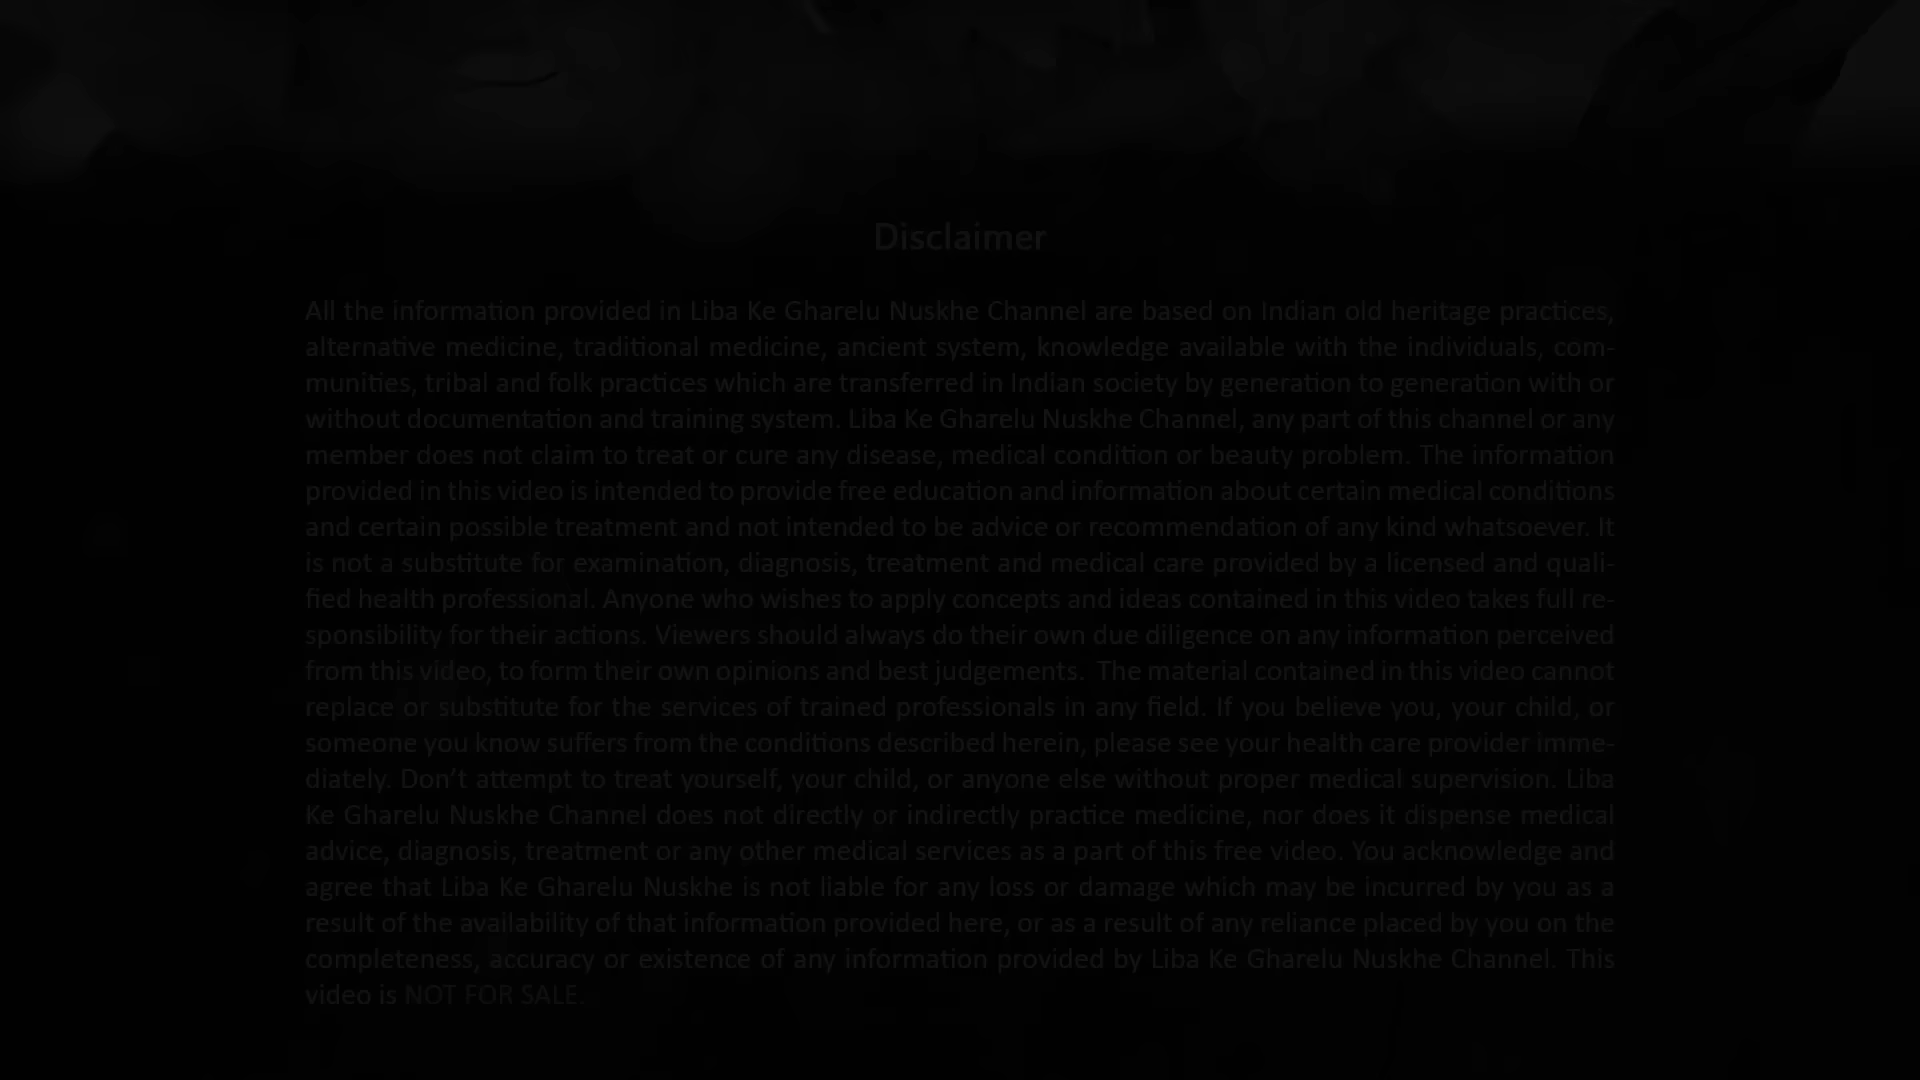 Disclaimer
All the information provided in Liba Ke Gharelu Nuskhe Channel are based on Indian old heritage practices,
alternative medicine, traditional medicine, ancient system, knowledge available with the individuals, com-
munities, tribal and folk practices which are transferred in Indian society by generation to generation with or
without documentation and training system. Liba Ke Gharelu Nuskhe Channel, any part of this channel or any
member does not claim to treat or cure any disease, medical condition or beauty problem. The information
provided in this video is intended to provide free education and information about certain medical conditions
and certain possible treatment and not intended to be advice or recommendation of any kind whatsoever. It
is not a substitute for examination, diagnosis, treatment and medical care provided by a licensed and quali-
fied health professional. Anyone who wishes to apply concepts and ideas contained in this video takes full re-
sponsibility for their actions. Viewers should always do their own due diligence on any information perceived
from this video, to form their own opinions and best judgements. The material contained in this video cannot
replace or substitute for the services of trained professionals in any field. If you believe you, your child, or
someone you know suffers from the conditions described herein, please see your health care provider imme-
diately. Don’t attempt to treat yourself, your child, or anyone else without proper medical supervision. Liba
Ke Gharelu Nuskhe Channel does not directly or indirectly practice medicine, nor does it dispense medical
advice, diagnosis, treatment or any other medical services as a part of this free video. You acknowledge and
agree that Liba Ke Gharelu Nuskhe is not liable for any loss or damage which may be incurred by you as a
result of the availability of that information provided here, or as a result of any reliance placed by you on the
completeness, accuracy or existence of any information provided by Liba Ke Gharelu Nuskhe Channel. This
video is NOT FOR SALE.